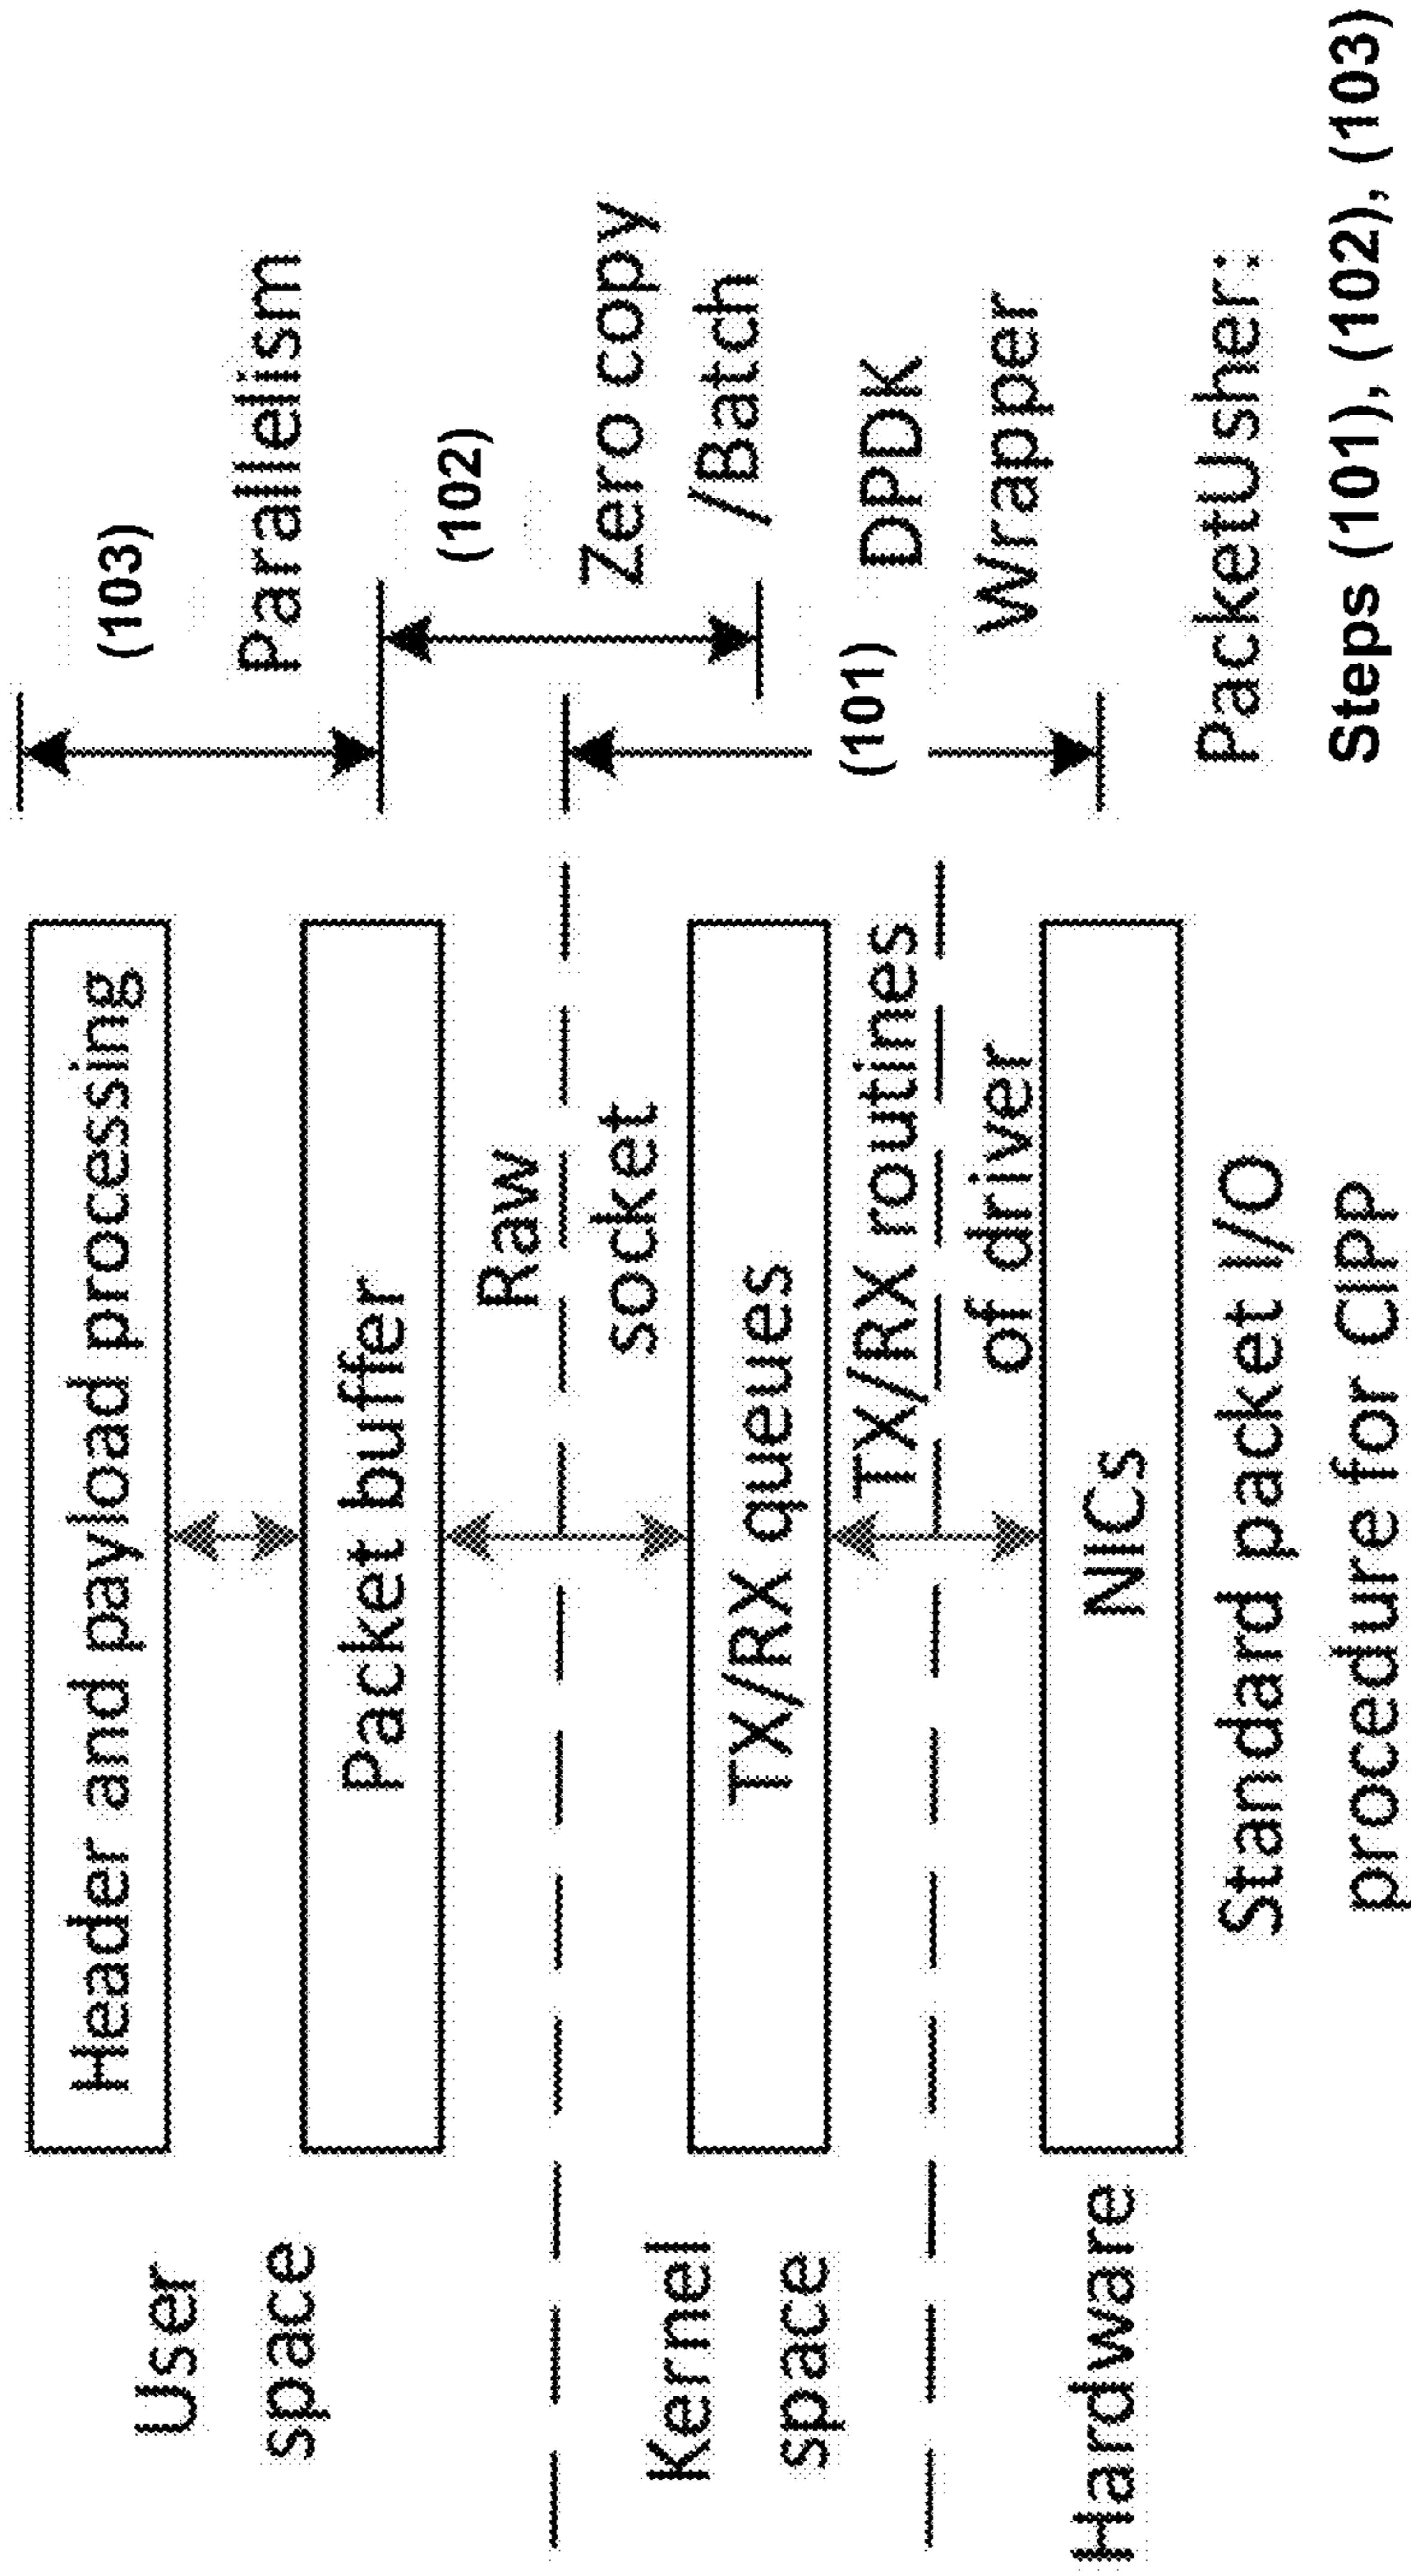 User
space
Header and payload processing
(103)
Parallelism
Packet buffer
(102)
Raw
socket
Zero copy
/Batch
Kernel
space
TX/RX queues
TX/RX routines
of driver
(101)
DPDK
Wrapper
Hardware
NICs
Standard packet I/O
procedure for CIPP
PacketUsher:
Steps (101), (102), (103)